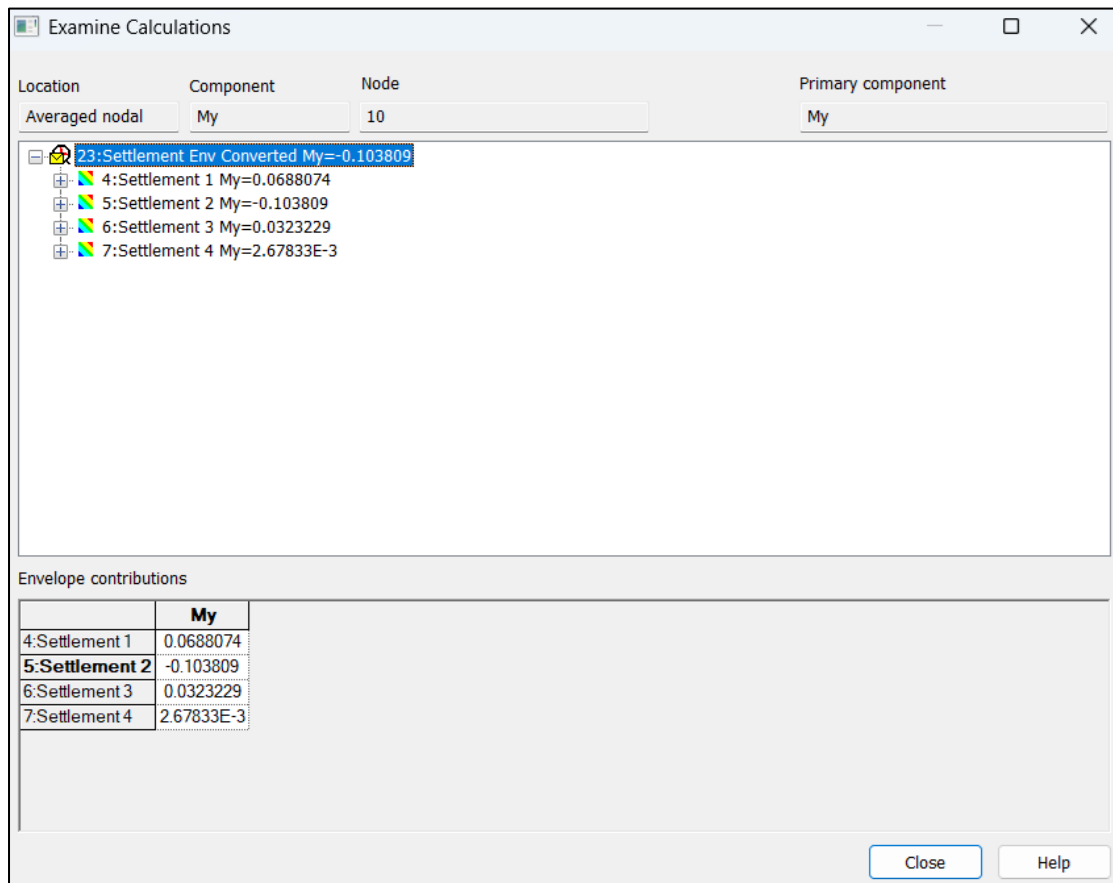 Examine Calculations
Location Component Node Primary component
Averaged nodal My 10 My
23:Settlement Env Converted My=-0.103809
4:Settlement 1 My=0.0688074
5:Settlement 2 My=-0.103809
6:Settlement 3 My=0.0323229
7:Settlement 4 My=2.67833E-3
Envelope contributions
My
4:Settlement 1 0.0688074
5:Settlement 2 -0.103809
6:Settlement 3 0.0323229
7:Settlement 4 2.67833E-3
Close Help